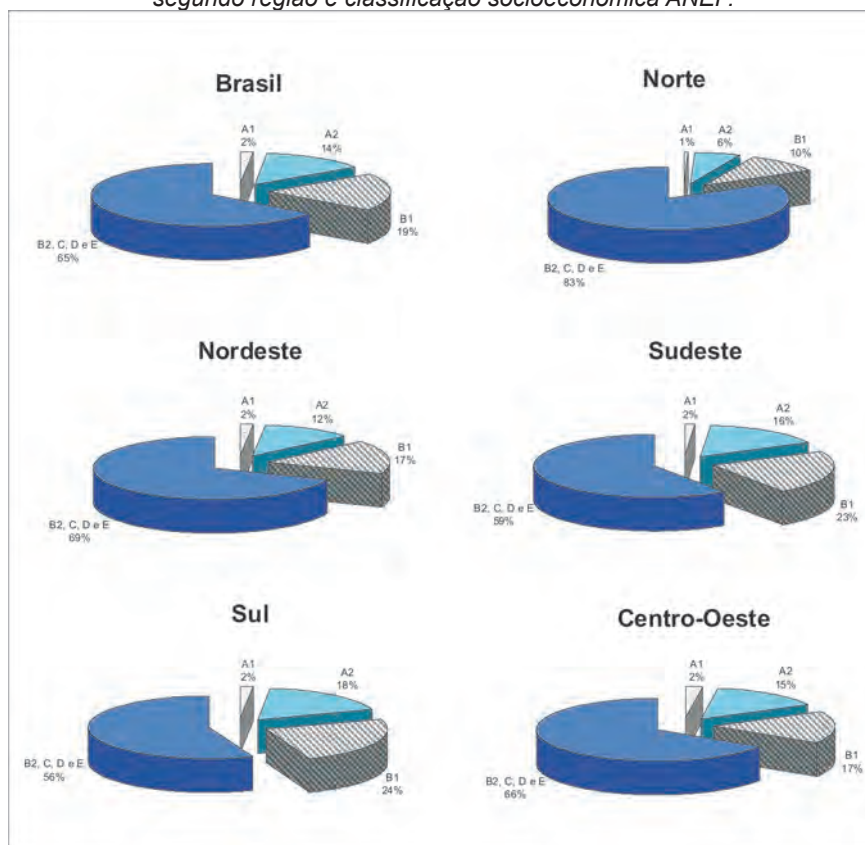 segundo região e classificação socioeconômica ANEP.
Brasil
A1
2%
A2
14%
B1
19%
B2, C, D e E
65%
Norte
A1
1%
A2
6%
B1
10%
B2, C, D e E
83%
Nordeste
A1
2%
A2
12%
B1
17%
B2, C, D e E
69%
Sudeste
A1
2%
A2
16%
B1
23%
B2, C, D e E
59%
Sul
A1
2%
A2
18%
B1
24%
B2, C, D e E
56%
Centro-Oeste
A1
2%
A2
15%
B1
17%
B2, C, D e E
66%